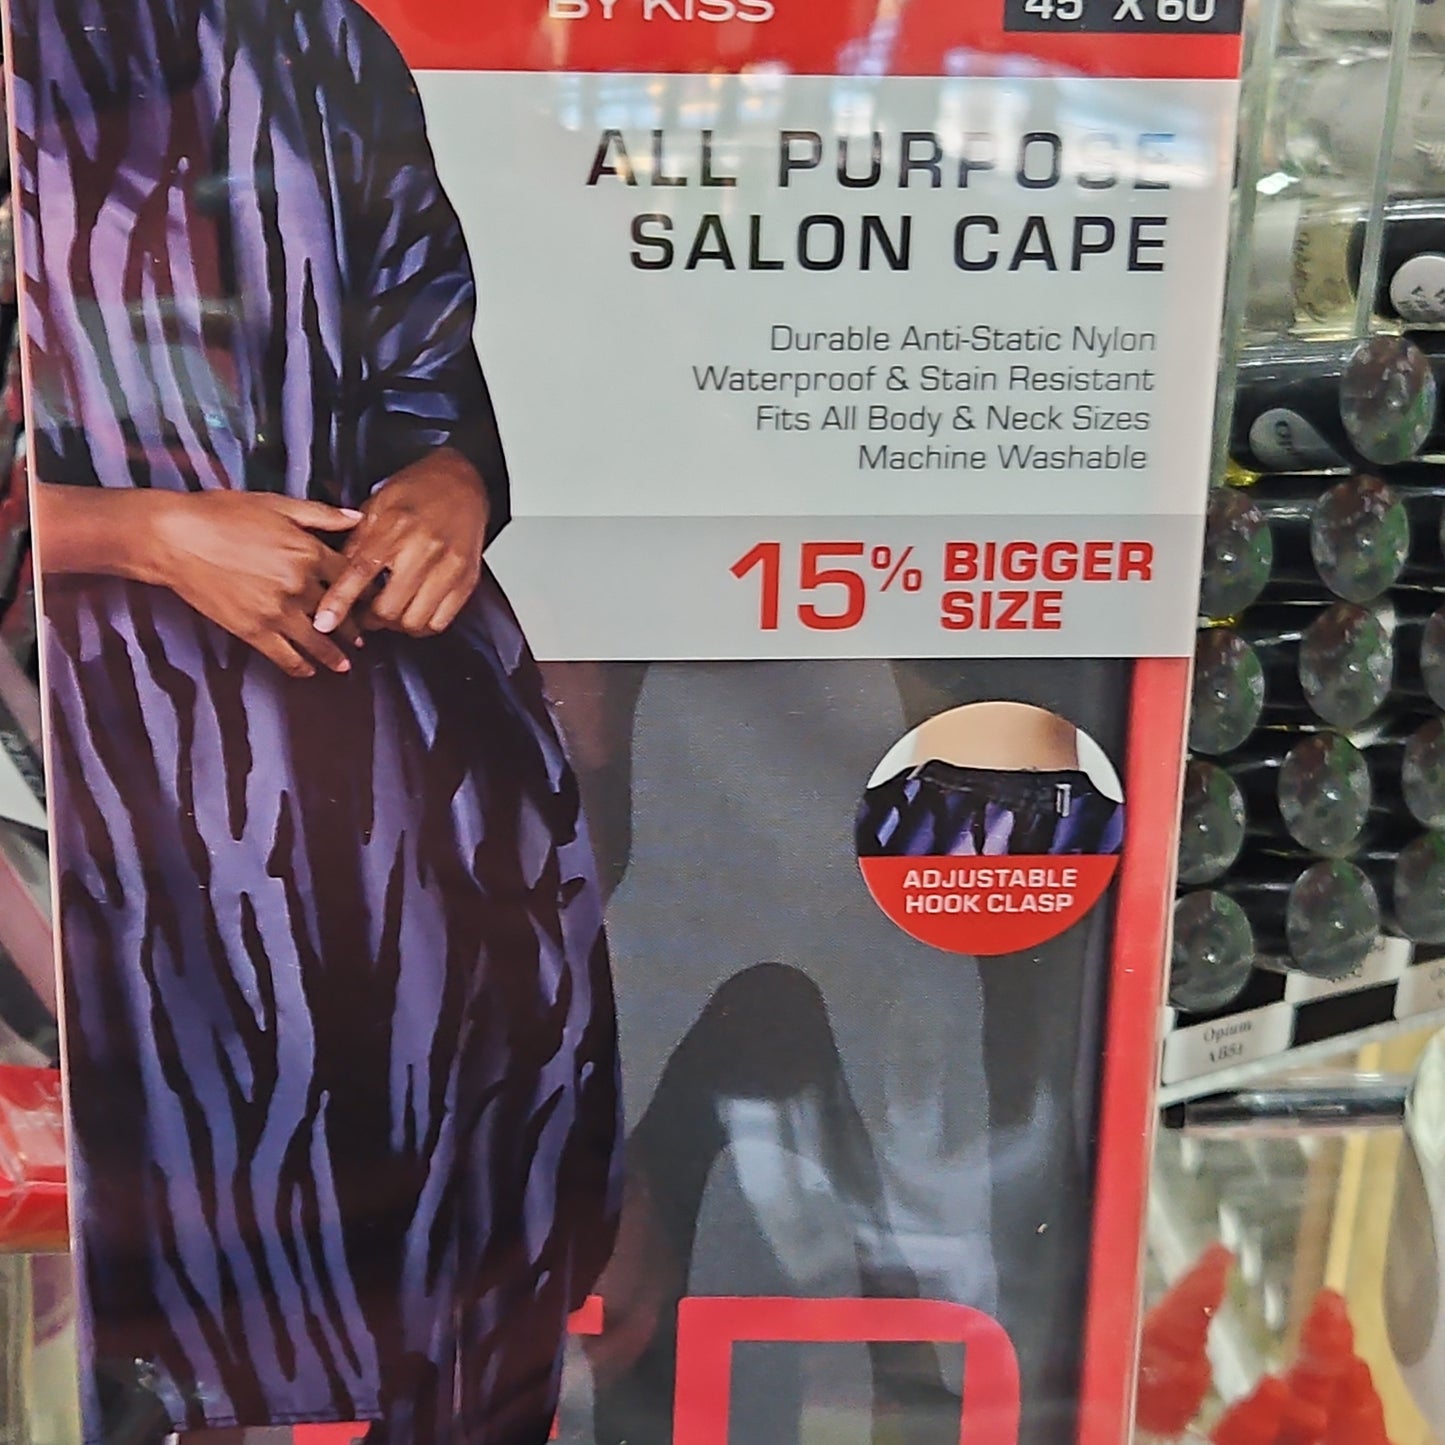 BY KISS
45" X 60"
ALL PURPOSE
SALON CAPE
Durable Anti-Static Nylon
Waterproof & Stain Resistant
Fits All Body & Neck Sizes
Machine Washable
15% BIGGER
SIZE
ADJUSTABLE
HOOK CLASP
Opium